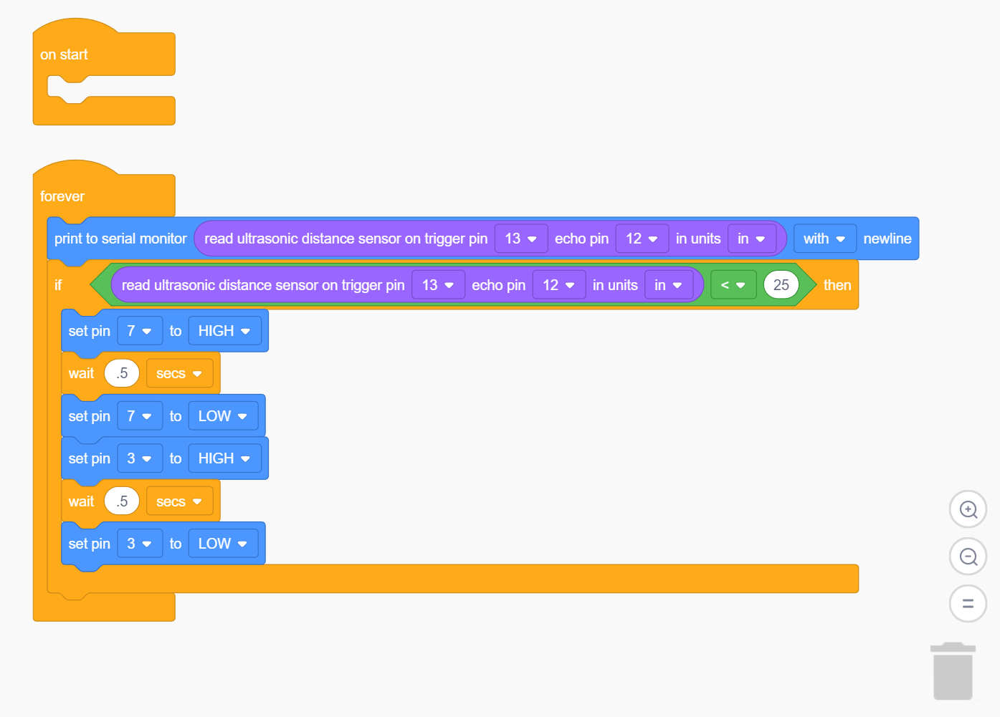 on start
forever
print to serial monitor read ultrasonic distance sensor on trigger pin 13 echo pin 12 in units in with newline
if read ultrasonic distance sensor on trigger pin 13 echo pin 12 in units in < 25 then
set pin 7 to HIGH
wait .5 secs
set pin 7 to LOW
set pin 3 to HIGH
wait .5 secs
set pin 3 to LOW